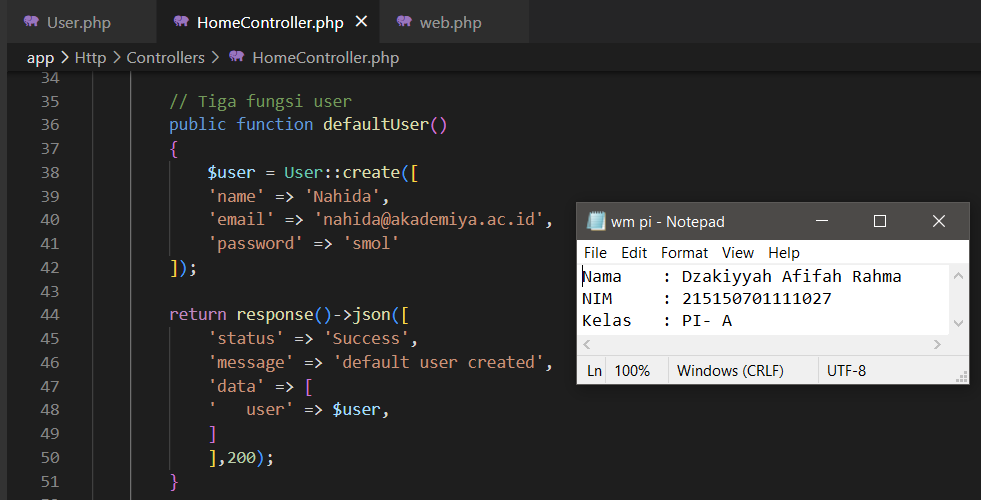 User.php HomeController.php web.php
app > Http > Controllers > HomeController.php
34
35 // Tiga fungsi user
36 public function defaultUser()
37 {
38 $user = User::create([
39 'name' => 'Nahida',
40 'email' => 'nahida@akademiya.ac.id',
41 'password' => 'smol'
42 ]);
43
44 return response()->json([
45 'status' => 'Success',
46 'message' => 'default user created',
47 'data' => [
48 '   user' => $user,
49 ]
50 ],200);
51 }
wm pi - Notepad
File Edit Format View Help
Nama : Dzakiyyah Afifah Rahma
NIM : 215150701111027
Kelas : PI- A
Ln 100% Windows (CRLF) UTF-8